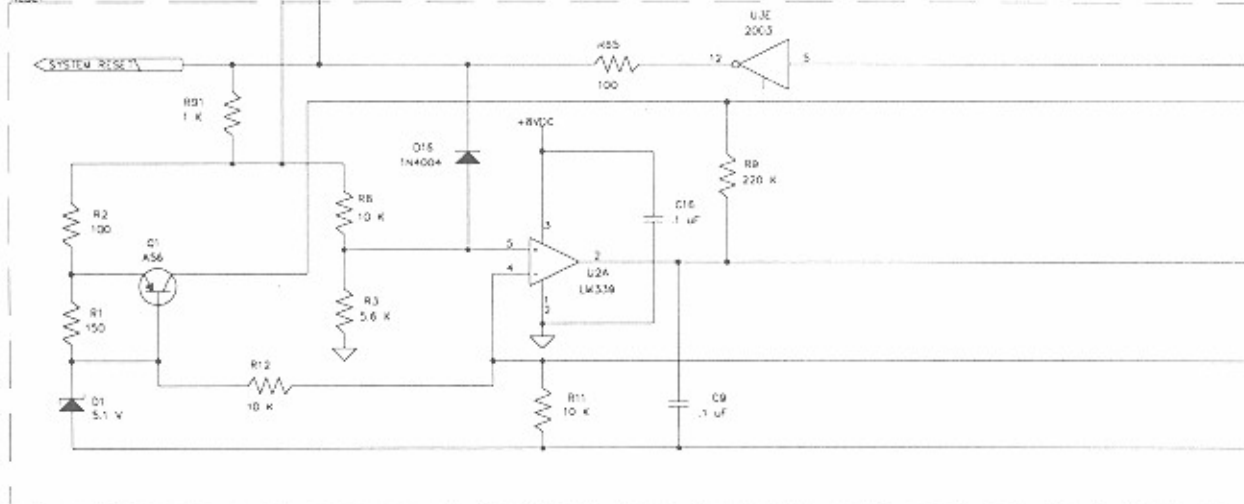 U3E
2003
R55
12
5
SYSTEM RESET\
100
R91
1 K
+8VDC
D15
1N4004
R9
220 K
R6
10 K
C16
.1 uF
R2
100
3
Q1
A56
5
2
4
U2A
LM339
R1
150
R3
5.6 K
1
2
R12
10 K
R11
10 K
D1
5.1 V
C9
.1 uF